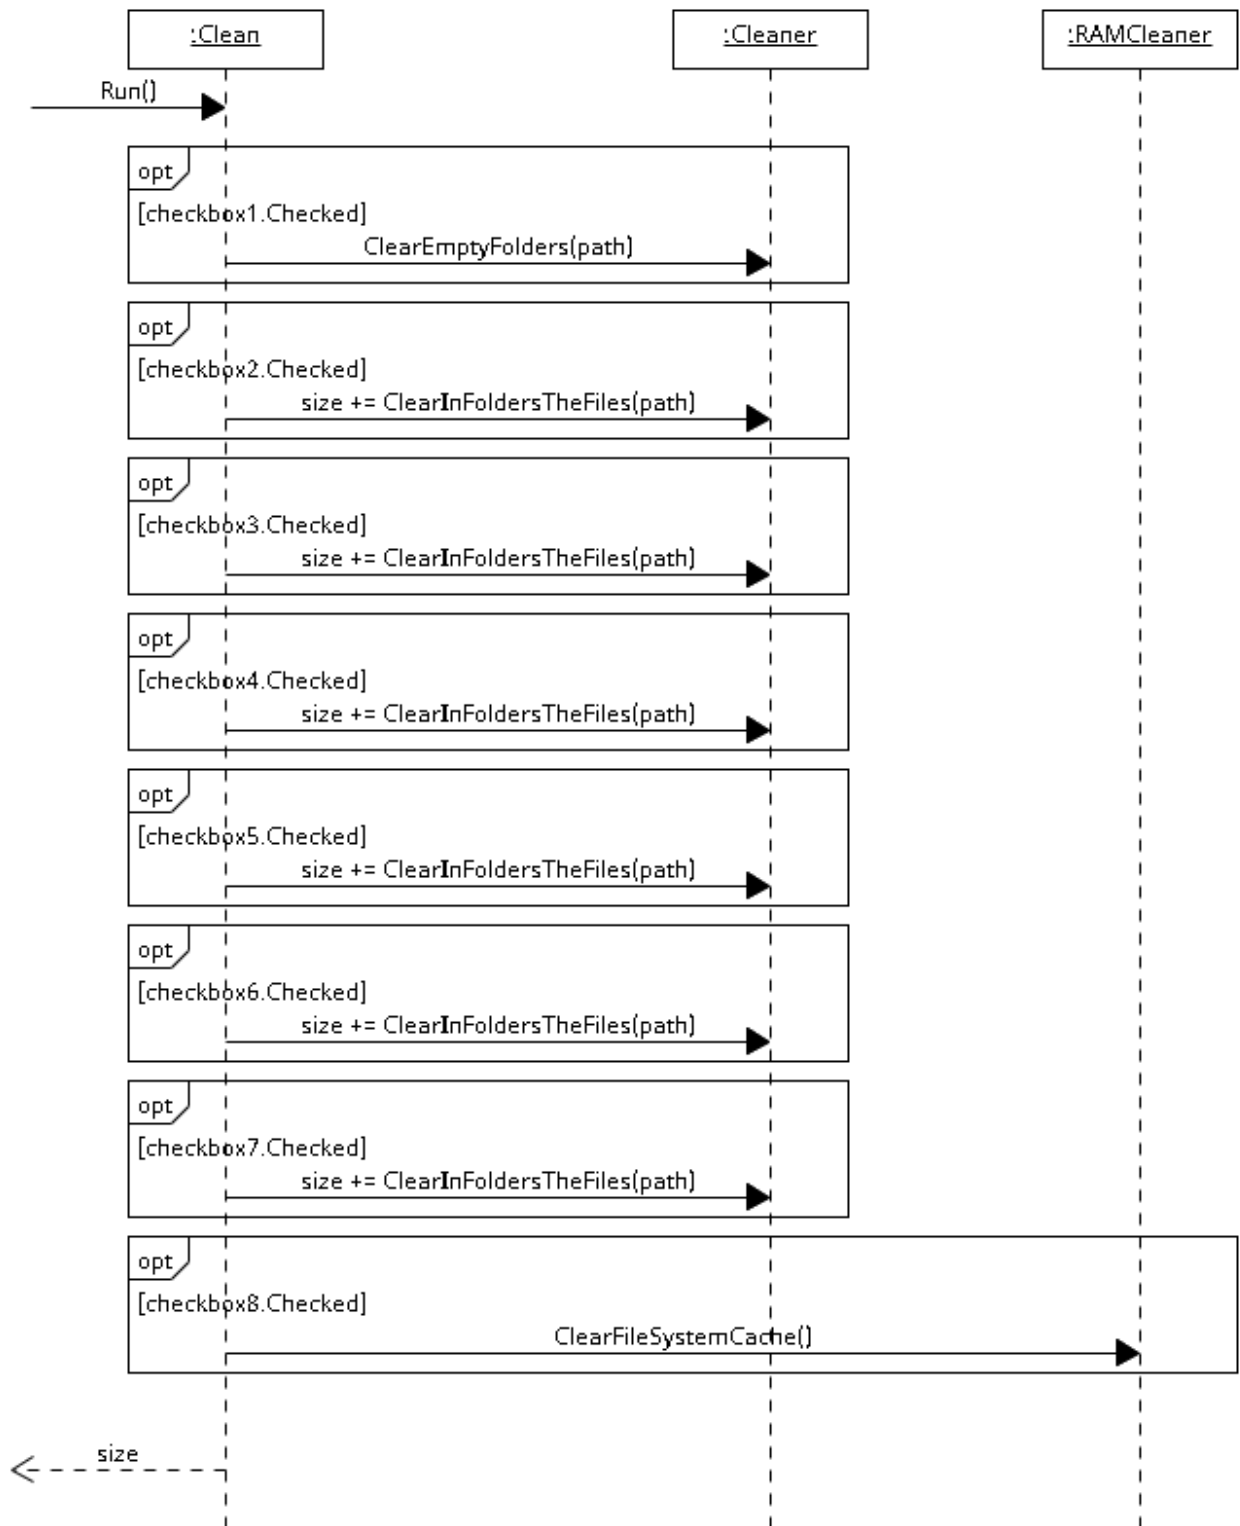 :Clean
:Cleaner
:RAMCleaner
Run()
opt
[checkbox1.Checked]
ClearEmptyFolders(path)
opt
[checkbox2.Checked]
size += ClearInFoldersTheFiles(path)
opt
[checkbox3.Checked]
size += ClearInFoldersTheFiles(path)
opt
[checkbox4.Checked]
size += ClearInFoldersTheFiles(path)
opt
[checkbox5.Checked]
size += ClearInFoldersTheFiles(path)
opt
[checkbox6.Checked]
size += ClearInFoldersTheFiles(path)
opt
[checkbox7.Checked]
size += ClearInFoldersTheFiles(path)
opt
[checkbox8.Checked]
ClearFileSystemCache()
size